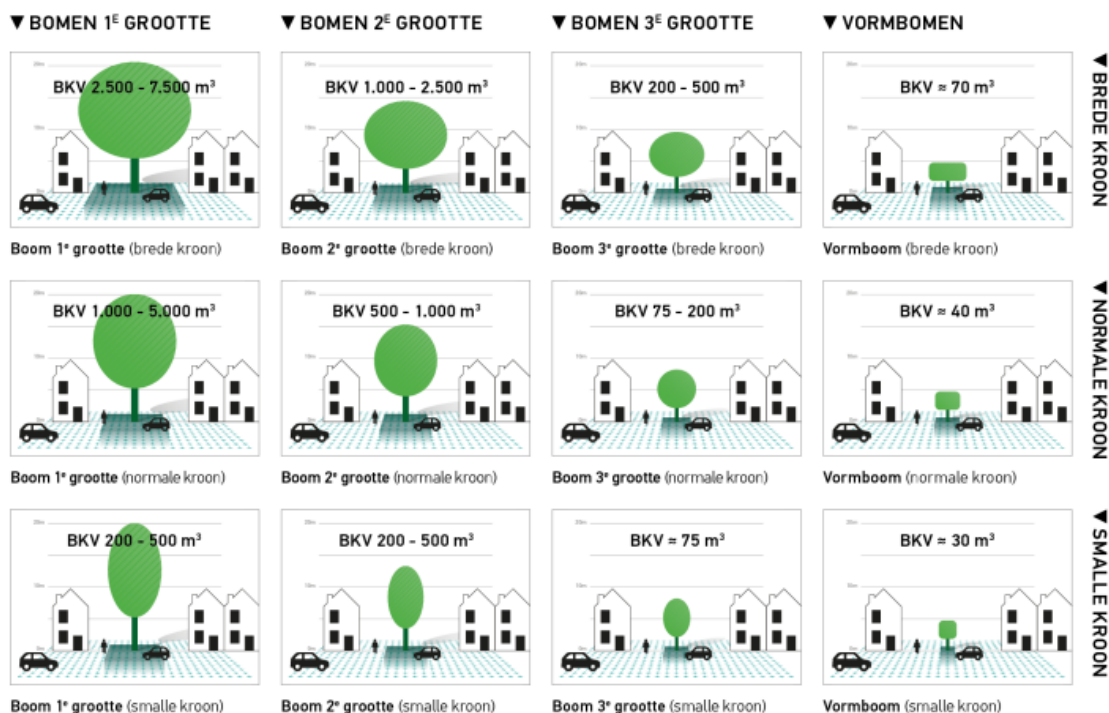 ▼ BOMEN 1E GROOTTE
▼ BOMEN 2E GROOTTE
▼ BOMEN 3E GROOTTE
▼ VORMBOMEN
▼ BREDE KROON
BKV 2.500 - 7.500 m³
BKV 1.000 - 2.500 m³
BKV 200 - 500 m³
BKV ≈ 70 m³
Boom 1e grootte (brede kroon)
Boom 2e grootte (brede kroon)
Boom 3e grootte (brede kroon)
Vormboom (brede kroon)
▼ NORMALE KROON
BKV 1.000 - 5.000 m³
BKV 500 - 1.000 m³
BKV 75 - 200 m³
BKV ≈ 40 m³
Boom 1e grootte (normale kroon)
Boom 2e grootte (normale kroon)
Boom 3e grootte (normale kroon)
Vormboom (normale kroon)
▼ SMALLE KROON
BKV 200 - 500 m³
BKV 200 - 500 m³
BKV ≈ 75 m³
BKV ≈ 30 m³
Boom 1e grootte (smalle kroon)
Boom 2e grootte (smalle kroon)
Boom 3e grootte (smalle kroon)
Vormboom (smalle kroon)